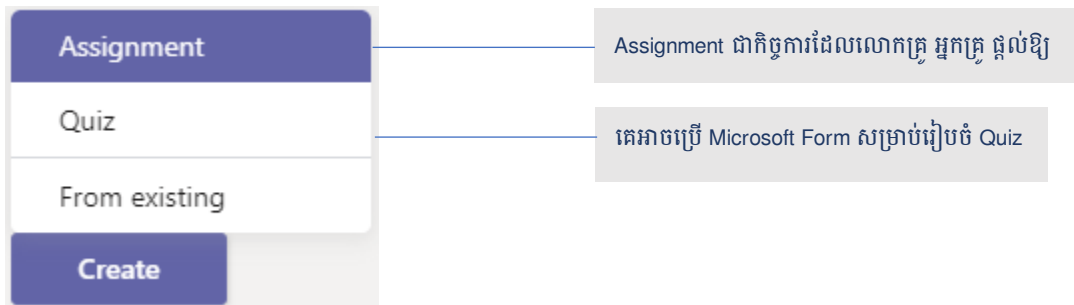 Assignment
Assignment ជាកិច្ចការដែលលោកគ្រូ អ្នកគ្រូ ផ្តល់ឱ្យ
Quiz
គេអាចប្រើ Microsoft Form សម្រាប់រៀបចំ Quiz
From existing
Create